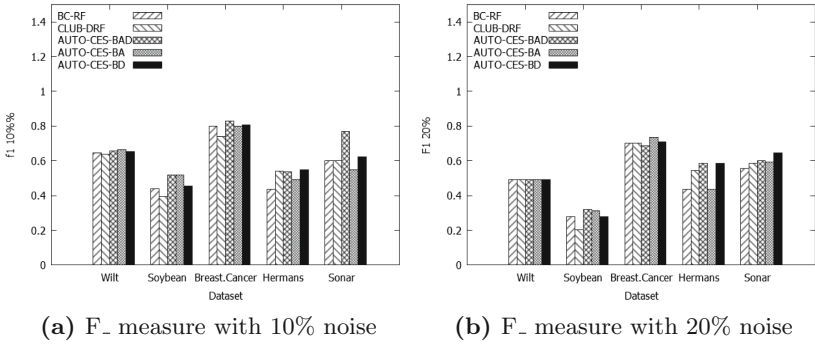 BC-RF
CLUB-DRF
AUTO-CES-BAD
AUTO-CES-BA
AUTO-CES-BD
1.4
1.2
1
0.8
0.6
0.4
0.2
0
f1 10%%
Wilt Soybean Breast.Cancer Hermans Sonar
Dataset
(a) F_ measure with 10% noise
BC-RF
CLUB-DRF
AUTO-CES-BAD
AUTO-CES-BA
AUTO-CES-BD
1.4
1.2
1
0.8
0.6
0.4
0.2
0
F1 20%
Wilt Soybean Breast.Cancer Hermans Sonar
Dataset
(b) F_ measure with 20% noise